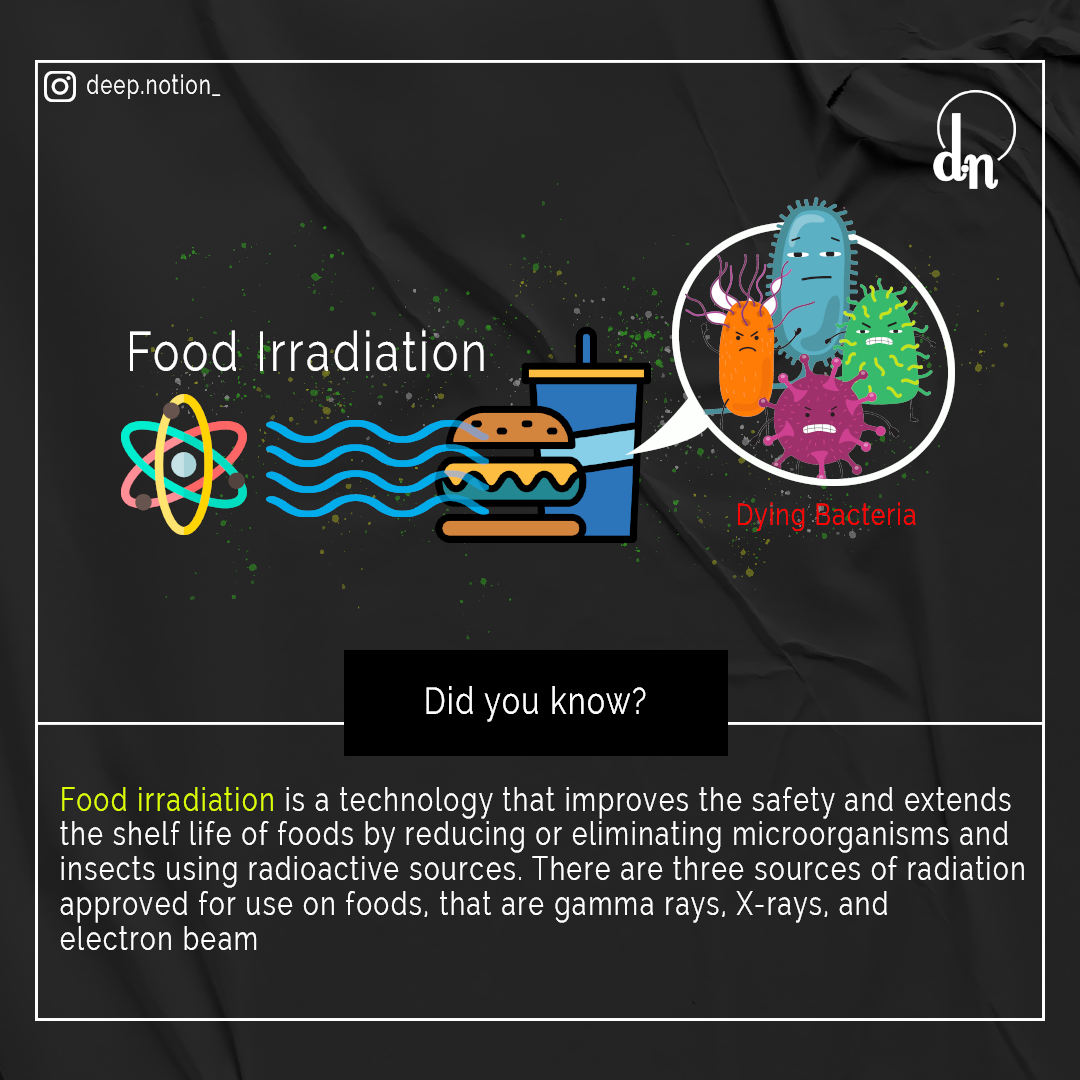 deep.notion_
d.n
Food Irradiation
Dying Bacteria
Did you know?
Food irradiation is a technology that improves the safety and extends
the shelf life of foods by reducing or eliminating microorganisms and
insects using radioactive sources. There are three sources of radiation
approved for use on foods, that are gamma rays, X-rays, and
electron beam